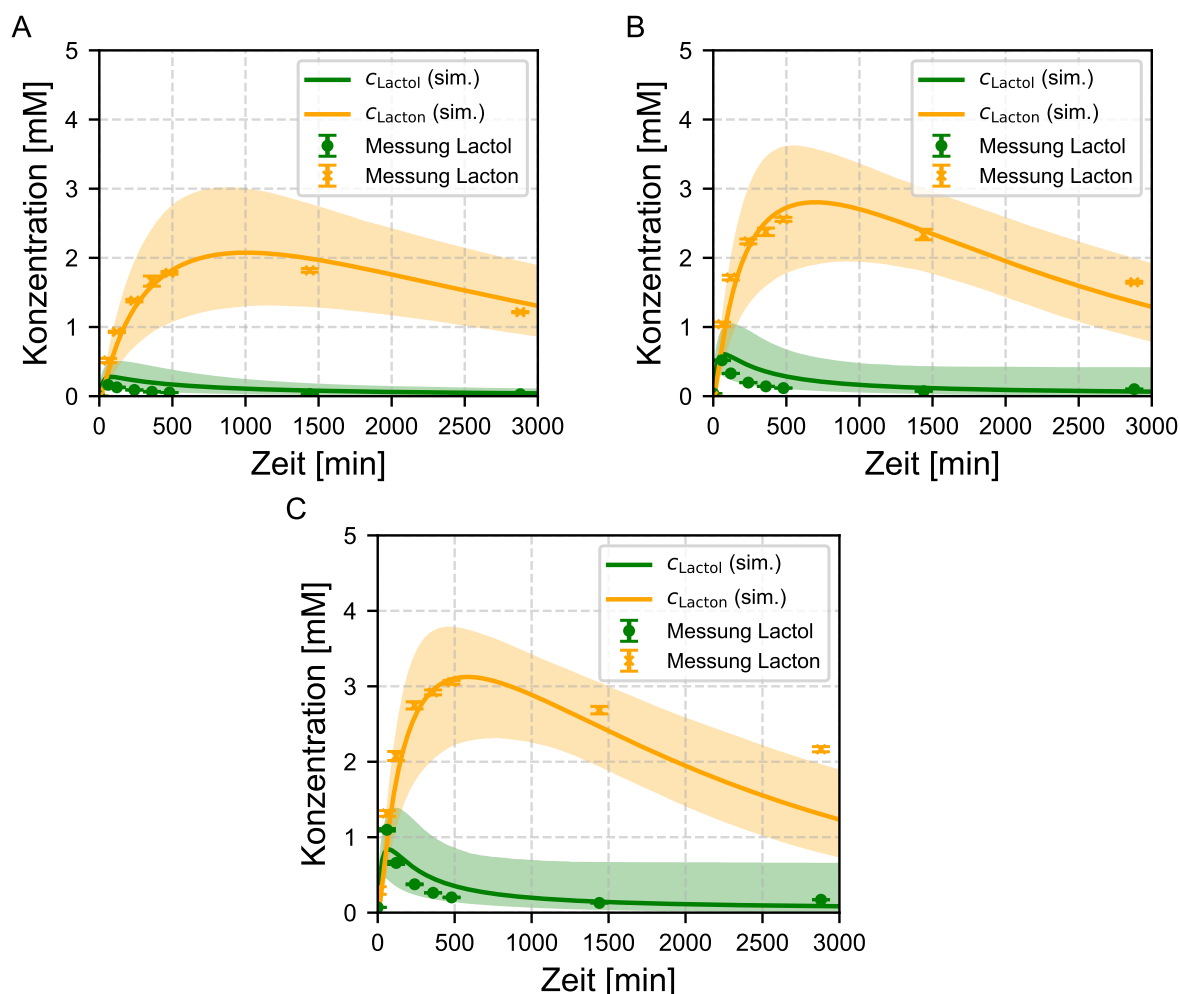 A
B
5
4
3
2
1
0
Konzentration [mM]
c_Lactol (sim.)
c_Lacton (sim.)
Messung Lactol
Messung Lacton
0 500 1000 1500 2000 2500 3000
Zeit [min]
5
4
3
2
1
0
Konzentration [mM]
c_Lactol (sim.)
c_Lacton (sim.)
Messung Lactol
Messung Lacton
0 500 1000 1500 2000 2500 3000
Zeit [min]
C
5
4
3
2
1
0
Konzentration [mM]
c_Lactol (sim.)
c_Lacton (sim.)
Messung Lactol
Messung Lacton
0 500 1000 1500 2000 2500 3000
Zeit [min]